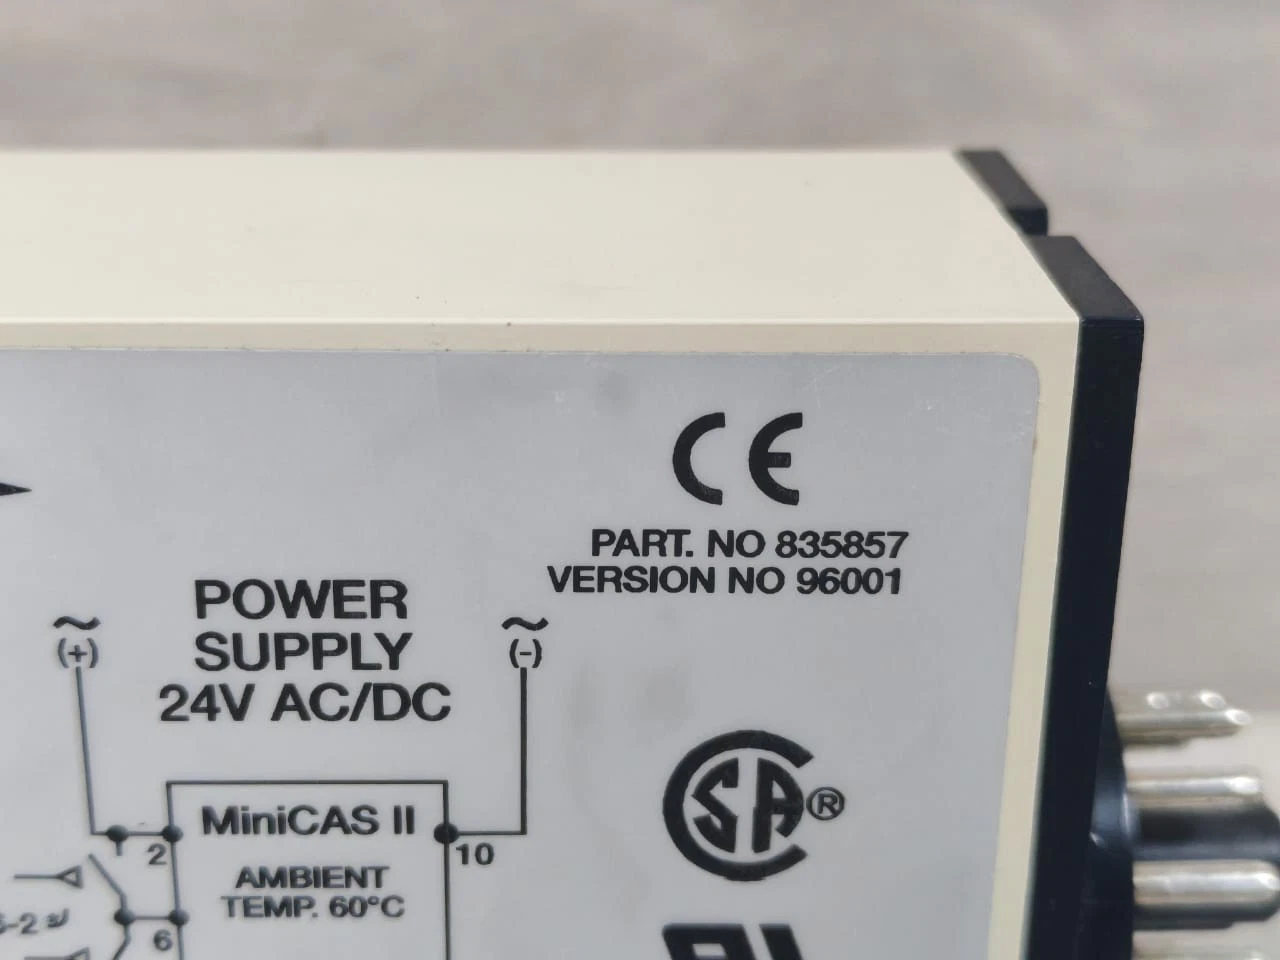 CE
PART. NO 835857
VERSION NO 96001
POWER
SUPPLY
24V AC/DC
~ ~
(+) (-)
SA ®
MiniCAS II
2 10
AMBIENT
TEMP. 60°C
6